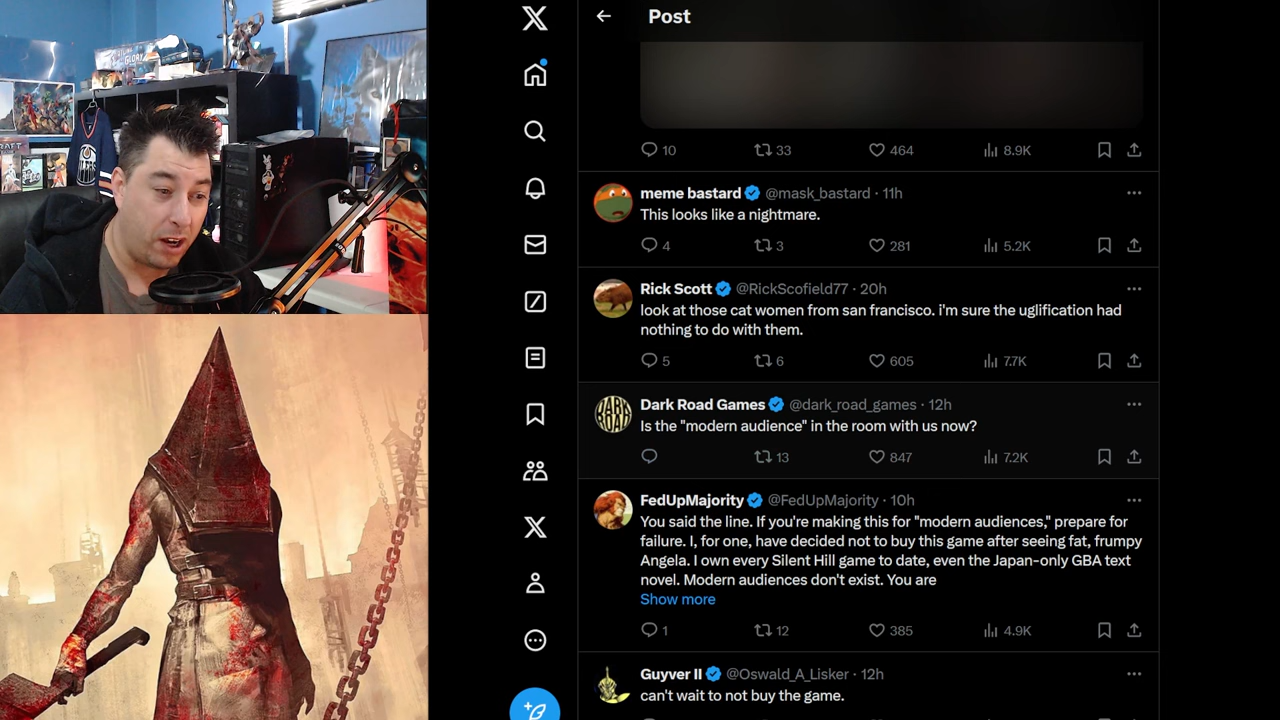 Post
10 33 464 8.9K
meme bastard @mask_bastard · 11h
This looks like a nightmare.
4 3 281 5.2K
Rick Scott @RickScofield77 · 20h
look at those cat women from san francisco. i'm sure the uglification had
nothing to do with them.
5 6 605 7.7K
Dark Road Games @dark_road_games · 12h
Is the "modern audience" in the room with us now?
13 847 7.2K
FedUpMajority @FedUpMajority · 10h
You said the line. If you're making this for "modern audiences," prepare for
failure. I, for one, have decided not to buy this game after seeing fat, frumpy
Angela. I own every Silent Hill game to date, even the Japan-only GBA text
novel. Modern audiences don't exist. You are
Show more
1 12 385 4.9K
Guyver II @Oswald_A_Lisker · 12h
can't wait to not buy the game.
DARK
ROAD
GLORY